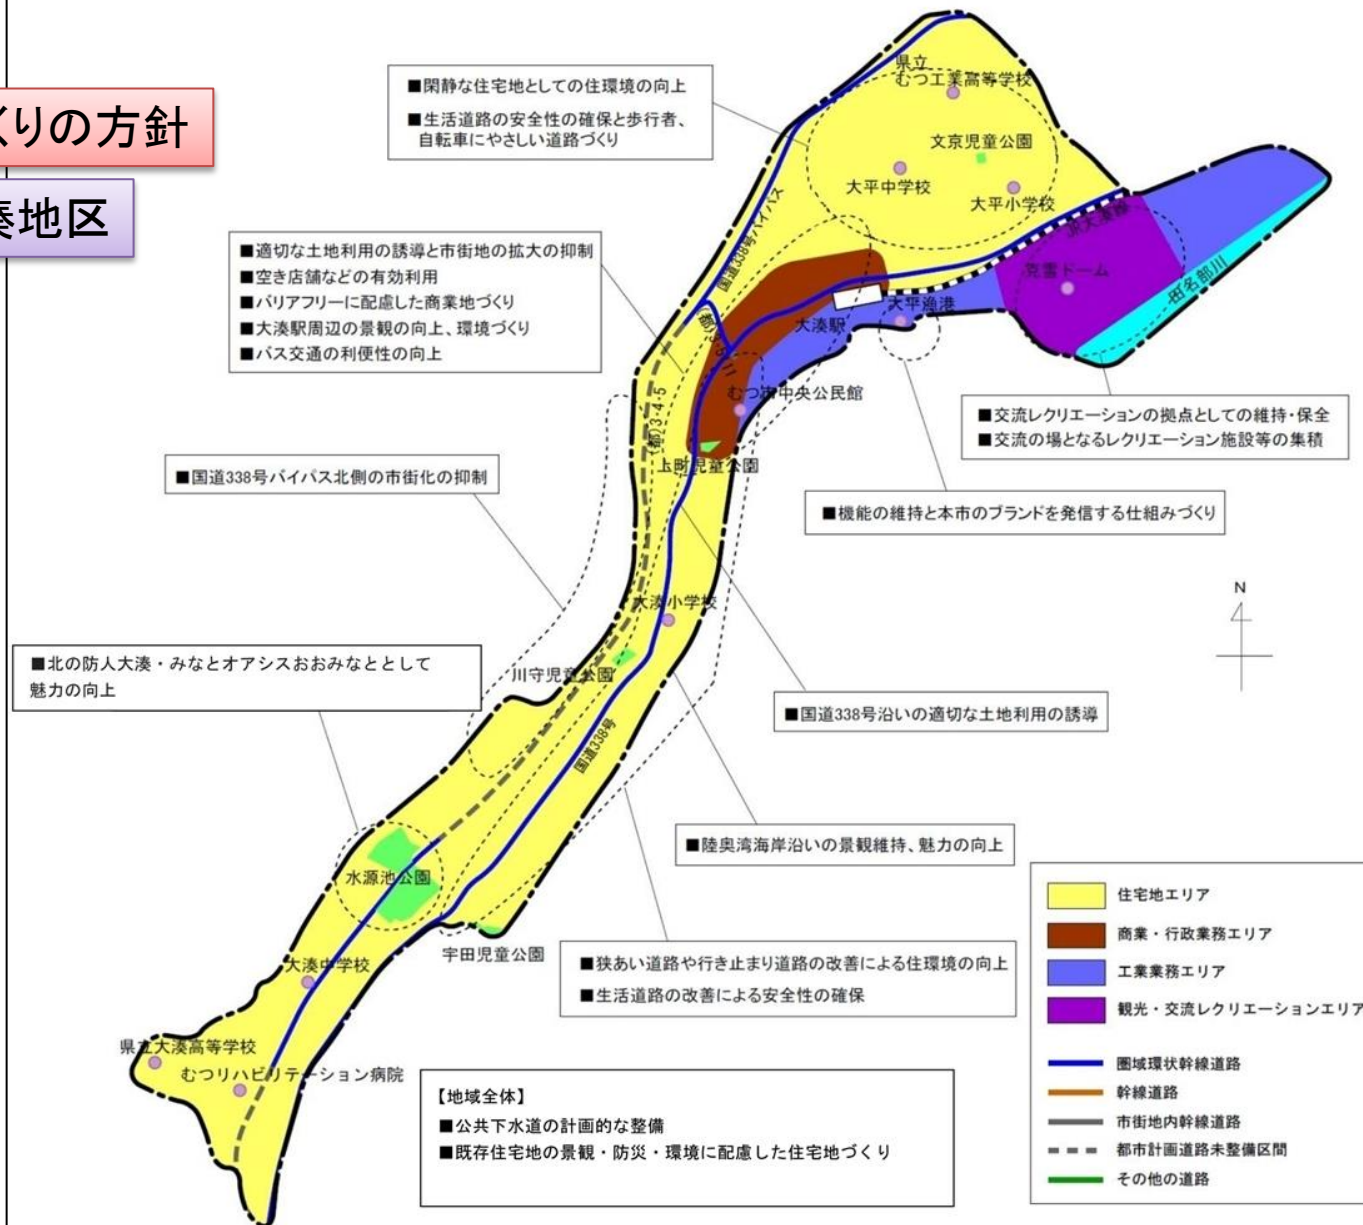 くりの方針
湊地区
■閑静な住宅地としての住環境の向上
■生活道路の安全性の確保と歩行者、
自転車にやさしい道路づくり
県立
むつ工業高等学校
文京児童公園
大平中学校
大平小学校
国道338号バイパス
JR大湊線
克雪ドーム
田名部川
■適切な土地利用の誘導と市街地の拡大の抑制
■空き店舗などの有効利用
■バリアフリーに配慮した商業地づくり
■大湊駅周辺の景観の向上、環境づくり
■バス交通の利便性の向上
大湊駅
大平漁港
(都)3・5・11
むつ市中央公民館
(都)3・4・5
上町児童公園
■交流レクリエーションの拠点としての維持・保全
■交流の場となるレクリエーション施設等の集積
■国道338号バイパス北側の市街化の抑制
■機能の維持と本市のブランドを発信する仕組みづくり
N
大湊小学校
■北の防人大湊・みなとオアシスおおみなととして
魅力の向上
川守児童公園
国道338号
■国道338号沿いの適切な土地利用の誘導
■陸奥湾海岸沿いの景観維持、魅力の向上
水源池公園
宇田児童公園
■狭あい道路や行き止まり道路の改善による住環境の向上
■生活道路の改善による安全性の確保
大湊中学校
県立大湊高等学校
むつリハビリテーション病院
【地域全体】
■公共下水道の計画的な整備
■既存住宅地の景観・防災・環境に配慮した住宅地づくり
住宅地エリア
商業・行政業務エリア
工業業務エリア
観光・交流レクリエーションエリア
圏域環状幹線道路
幹線道路
市街地内幹線道路
都市計画道路未整備区間
その他の道路